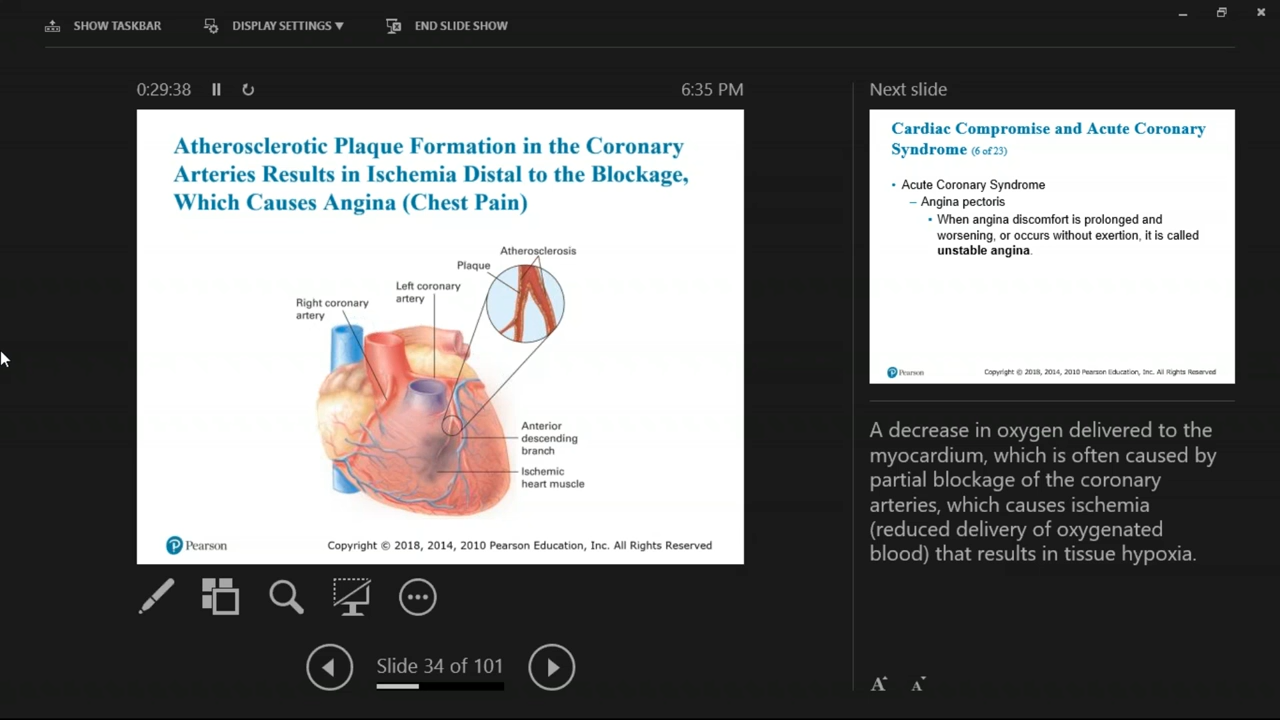 SHOW TASKBAR
DISPLAY SETTINGS ▼
END SLIDE SHOW
0:29:38
6:35 PM
Atherosclerotic Plaque Formation in the Coronary
Arteries Results in Ischemia Distal to the Blockage,
Which Causes Angina (Chest Pain)
Atherosclerosis
Plaque
Left coronary
artery
Right coronary
artery
Anterior
descending
branch
Ischemic
heart muscle
Pearson
Copyright © 2018, 2014, 2010 Pearson Education, Inc. All Rights Reserved
Slide 34 of 101
Next slide
Cardiac Compromise and Acute Coronary
Syndrome (6 of 23)
• Acute Coronary Syndrome
– Angina pectoris
▪ When angina discomfort is prolonged and
worsening, or occurs without exertion, it is called
unstable angina.
Pearson
Copyright © 2018, 2014, 2010 Pearson Education, Inc. All Rights Reserved
A decrease in oxygen delivered to the
myocardium, which is often caused by
partial blockage of the coronary
arteries, which causes ischemia
(reduced delivery of oxygenated
blood) that results in tissue hypoxia.
A A